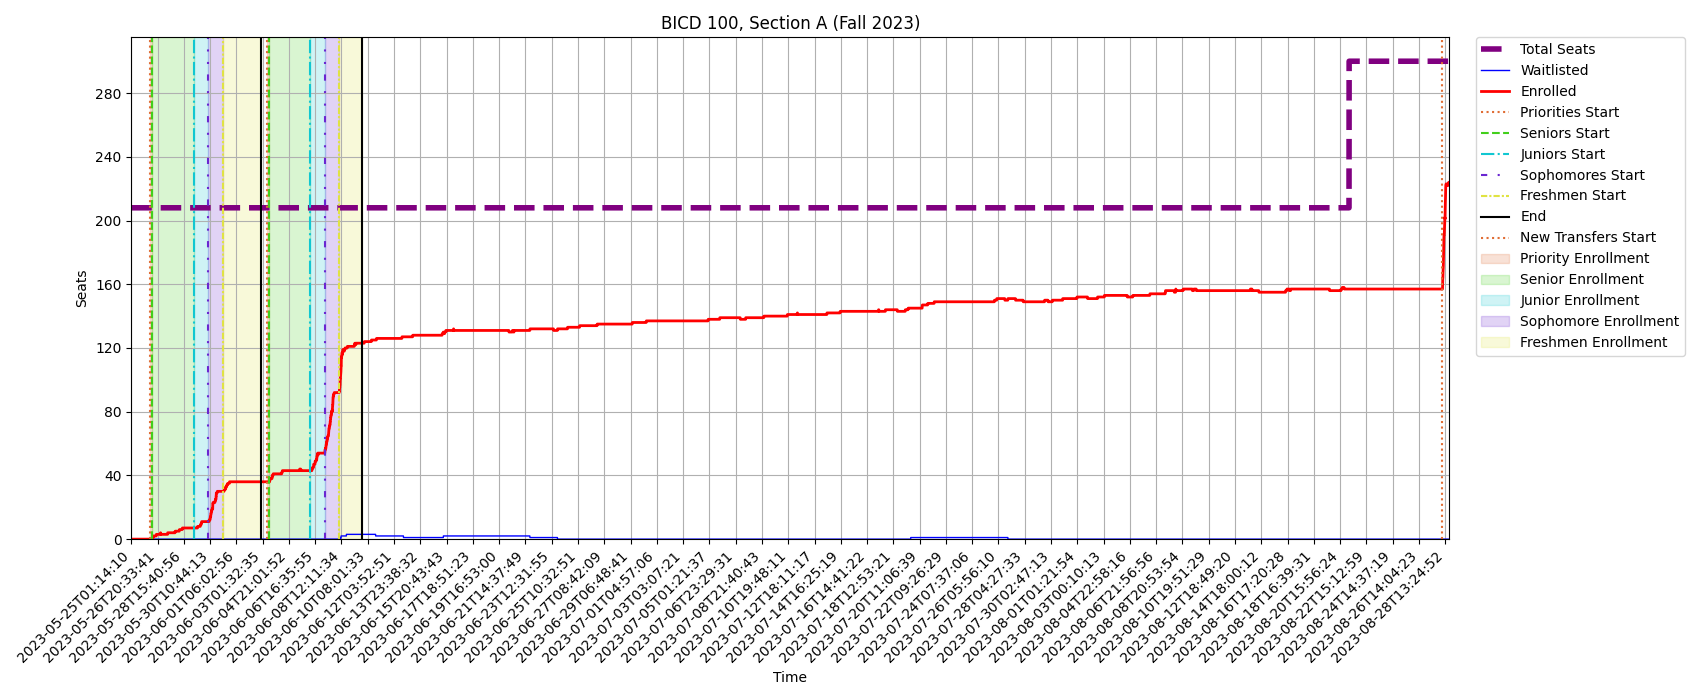 BICD 100, Section A (Fall 2023)
Seats
280
240
200
160
120
80
40
0
2023-05-25T01:14:10
2023-05-26T20:33:41
2023-05-28T15:40:56
2023-05-30T10:44:13
2023-06-01T06:02:56
2023-06-03T01:32:35
2023-06-04T21:01:52
2023-06-06T16:35:53
2023-06-08T12:11:34
2023-06-10T08:01:33
2023-06-12T03:52:51
2023-06-13T23:38:32
2023-06-15T20:43:43
2023-06-17T18:51:23
2023-06-19T16:53:00
2023-06-21T14:37:49
2023-06-23T12:31:55
2023-06-25T10:32:51
2023-06-27T08:42:09
2023-06-29T06:48:41
2023-07-01T04:57:06
2023-07-03T03:07:21
2023-07-05T01:21:37
2023-07-06T23:29:31
2023-07-08T21:40:43
2023-07-10T19:48:11
2023-07-12T18:11:17
2023-07-14T16:25:19
2023-07-16T14:41:22
2023-07-18T12:53:21
2023-07-20T11:06:39
2023-07-22T09:26:29
2023-07-24T07:37:06
2023-07-26T05:56:10
2023-07-28T04:27:33
2023-07-30T02:47:13
2023-08-01T01:21:54
2023-08-03T00:10:13
2023-08-04T22:58:16
2023-08-06T21:56:56
2023-08-08T20:53:54
2023-08-10T19:51:29
2023-08-12T18:49:20
2023-08-14T18:00:12
2023-08-16T17:20:28
2023-08-18T16:39:31
2023-08-20T15:56:24
2023-08-22T15:12:59
2023-08-24T14:37:19
2023-08-26T14:04:23
2023-08-28T13:24:52
Time
Total Seats
Waitlisted
Enrolled
Priorities Start
Seniors Start
Juniors Start
Sophomores Start
Freshmen Start
End
New Transfers Start
Priority Enrollment
Senior Enrollment
Junior Enrollment
Sophomore Enrollment
Freshmen Enrollment